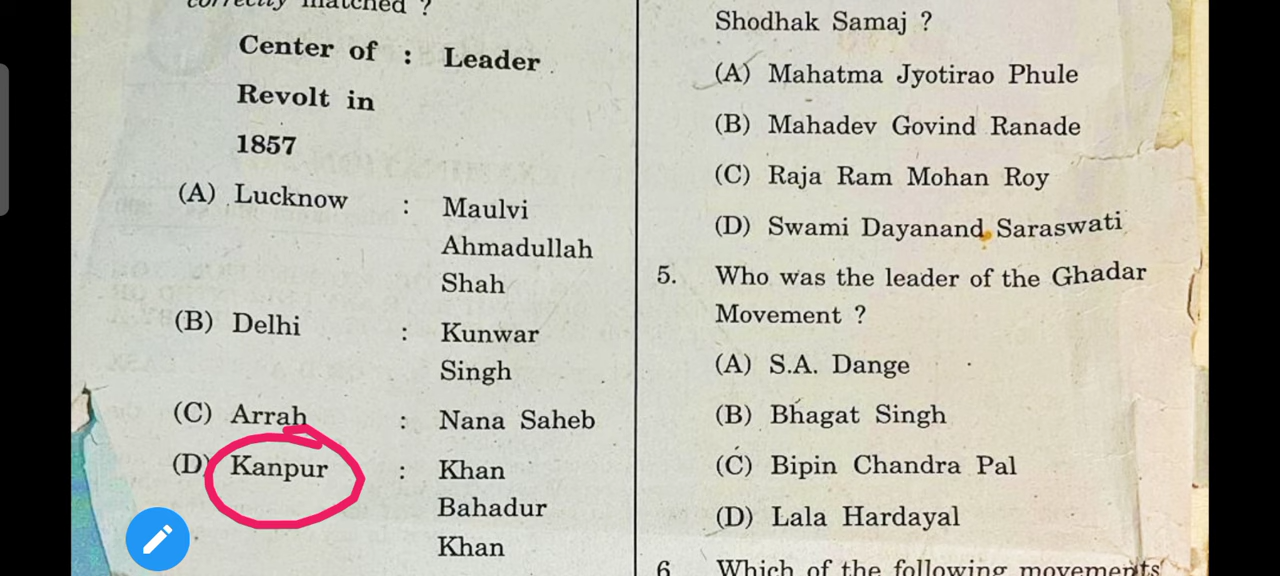 correctly matched ?
Center of : Leader
Revolt in
1857
(A) Lucknow : Maulvi
Ahmadullah
Shah
(B) Delhi : Kunwar
Singh
(C) Arrah : Nana Saheb
(D) Kanpur : Khan
Bahadur
Khan
Shodhak Samaj ?
(A) Mahatma Jyotirao Phule
(B) Mahadev Govind Ranade
(C) Raja Ram Mohan Roy
(D) Swami Dayanand Saraswati
5. Who was the leader of the Ghadar
Movement ?
(A) S.A. Dange
(B) Bhagat Singh
(C) Bipin Chandra Pal
(D) Lala Hardayal
6 Which of the following movements